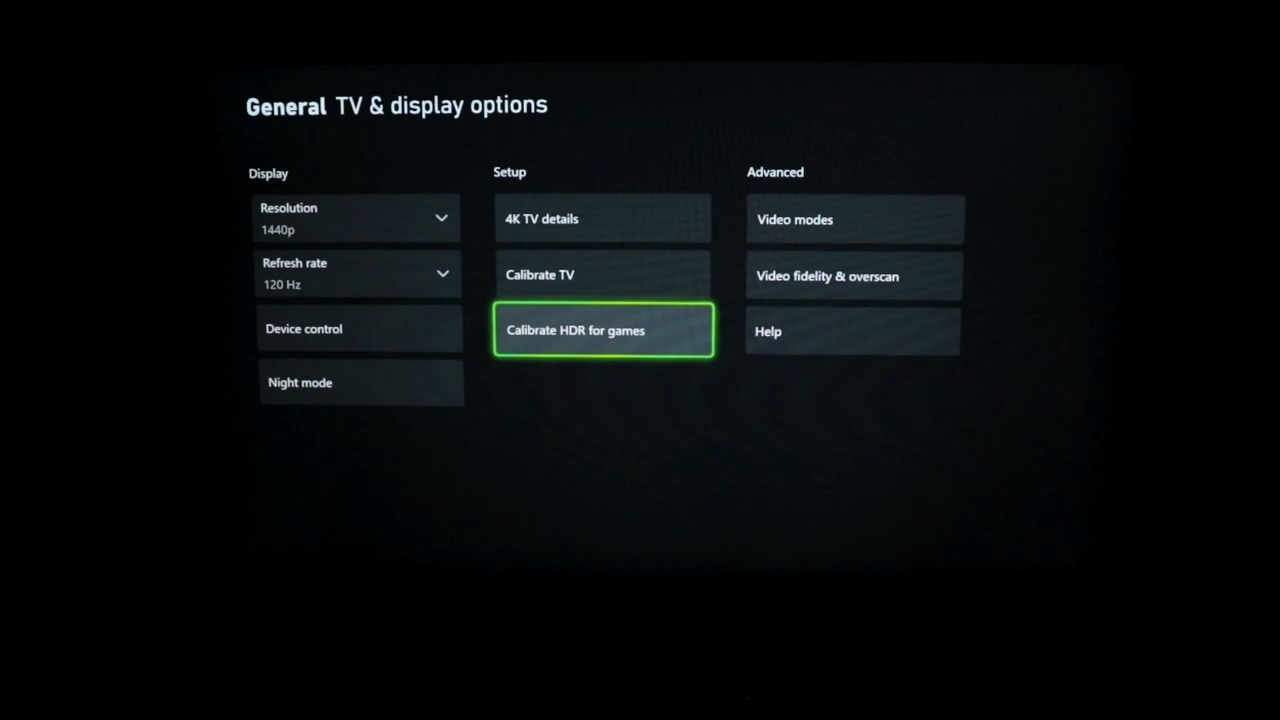 General TV & display options
Display
Resolution
1440p
Refresh rate
120 Hz
Device control
Night mode
Setup
4K TV details
Calibrate TV
Calibrate HDR for games
Advanced
Video modes
Video fidelity & overscan
Help